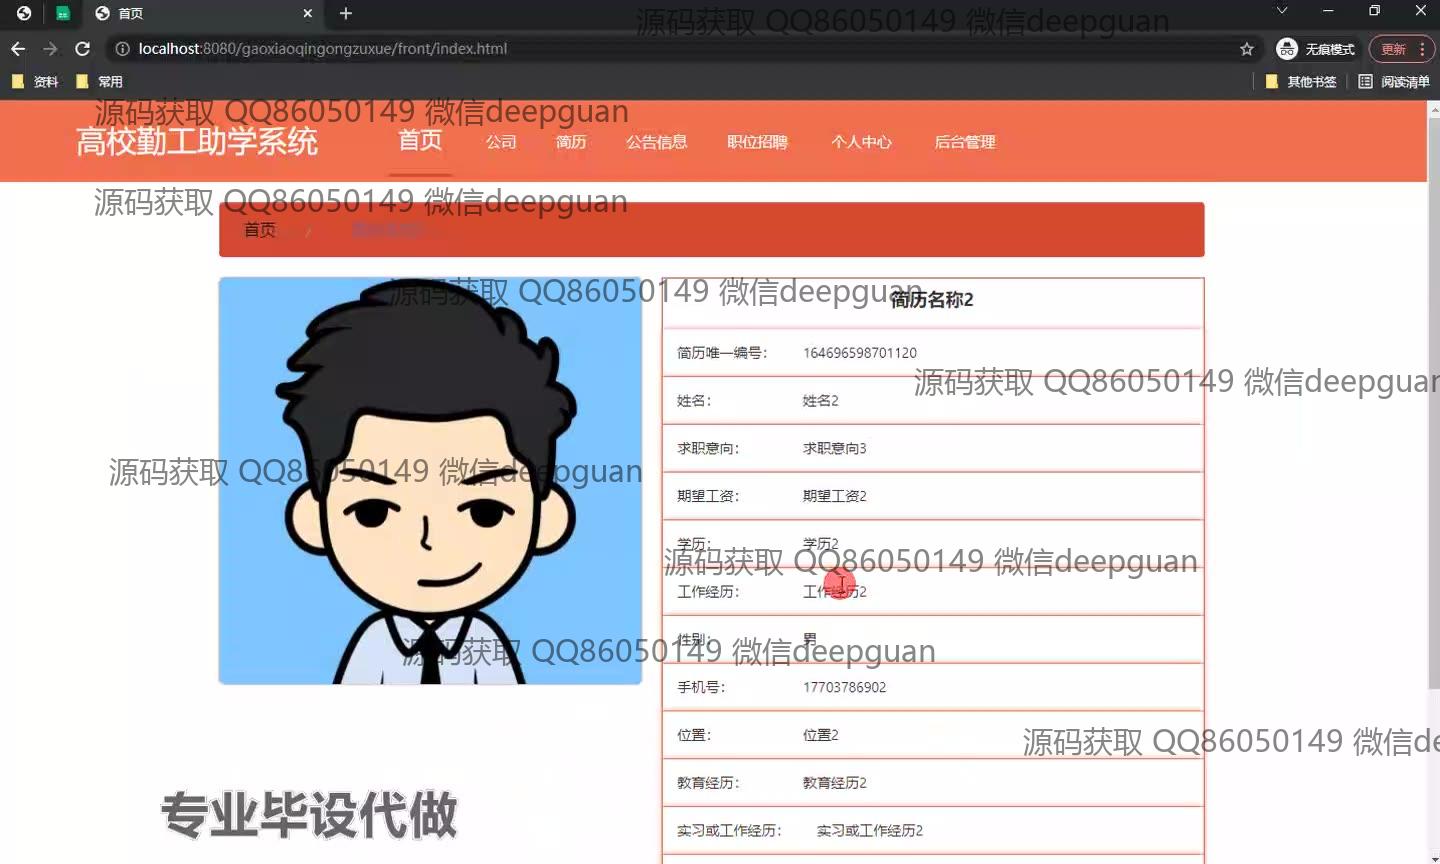 首页
源码获取 QQ86050149 微信deepguan
localhost:8080/gaoxiaoqingongzuxue/front/index.html
无痕模式
更新
资料
常用
其他书签
阅读清单
源码获取 QQ86050149 微信deepguan
高校勤工助学系统
首页
公司
简历
公告信息
职位招聘
个人中心
后台管理
源码获取 QQ86050149 微信deepguan
首页 /
源码获取 QQ86050149 微信deepguan
简历名称2
简历唯一编号: 164696598701120
源码获取 QQ86050149 微信deepguan
姓名: 姓名2
求职意向: 求职意向3
源码获取 QQ86050149 微信deepguan
期望工资: 期望工资2
学历: 学历2
源码获取 QQ86050149 微信deepguan
工作经历: 工作经历2
性别: 男
源码获取 QQ86050149 微信deepguan
手机号: 17703786902
位置: 位置2
源码获取 QQ86050149 微信de
教育经历: 教育经历2
专业毕设代做
实习或工作经历: 实习或工作经历2